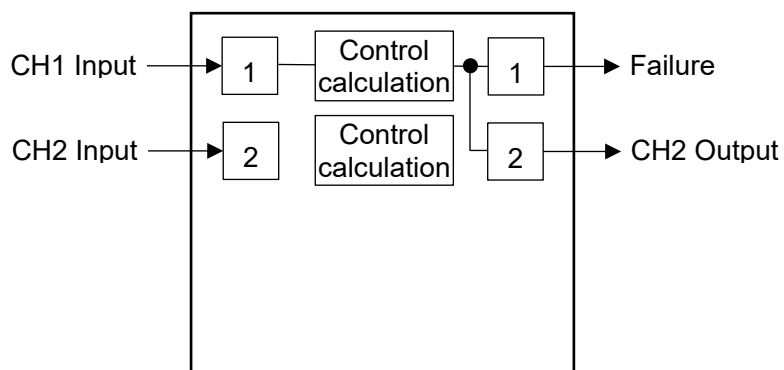 CH1 Input
1
Control
calculation
1
Failure
CH2 Input
2
Control
calculation
2
CH2 Output